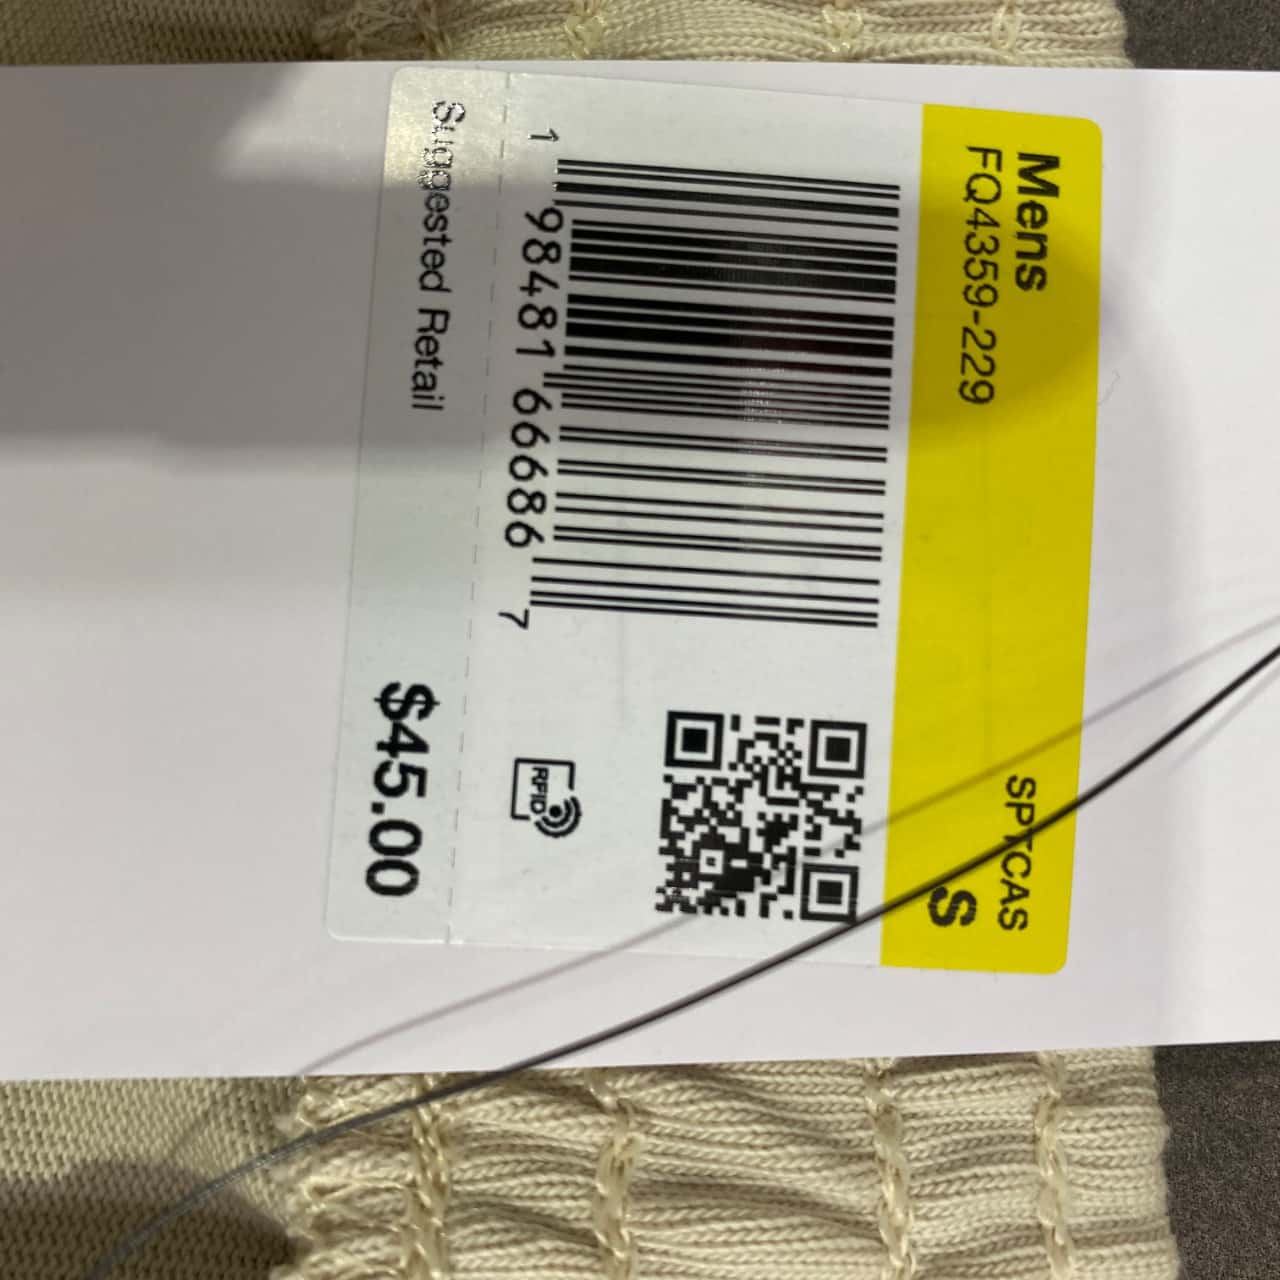 Mens
FQ4359-229
SPTCAS
S
1 98481 66686 7
RFID
Suggested Retail
$45.00